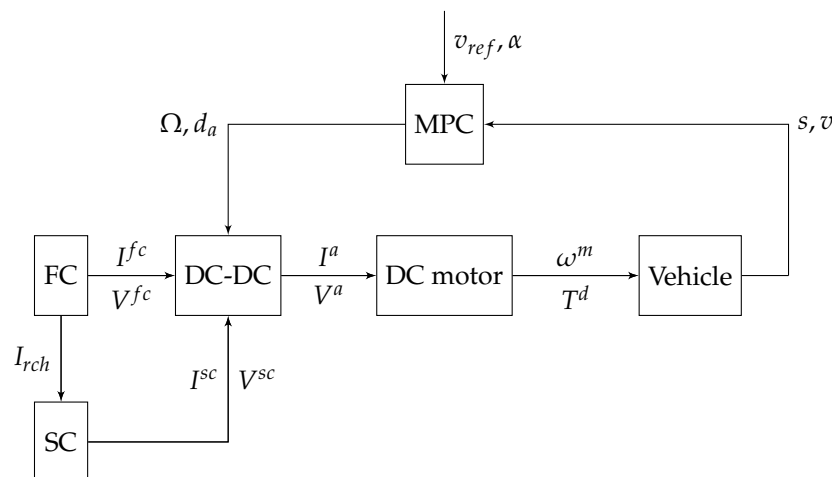 v_{ref}, α
MPC
Ω, d_a
s, v
FC
I^{fc}
V^{fc}
DC-DC
I^a
V^a
DC motor
ω^m
T^d
Vehicle
I_{rch}
I^{sc} V^{sc}
SC